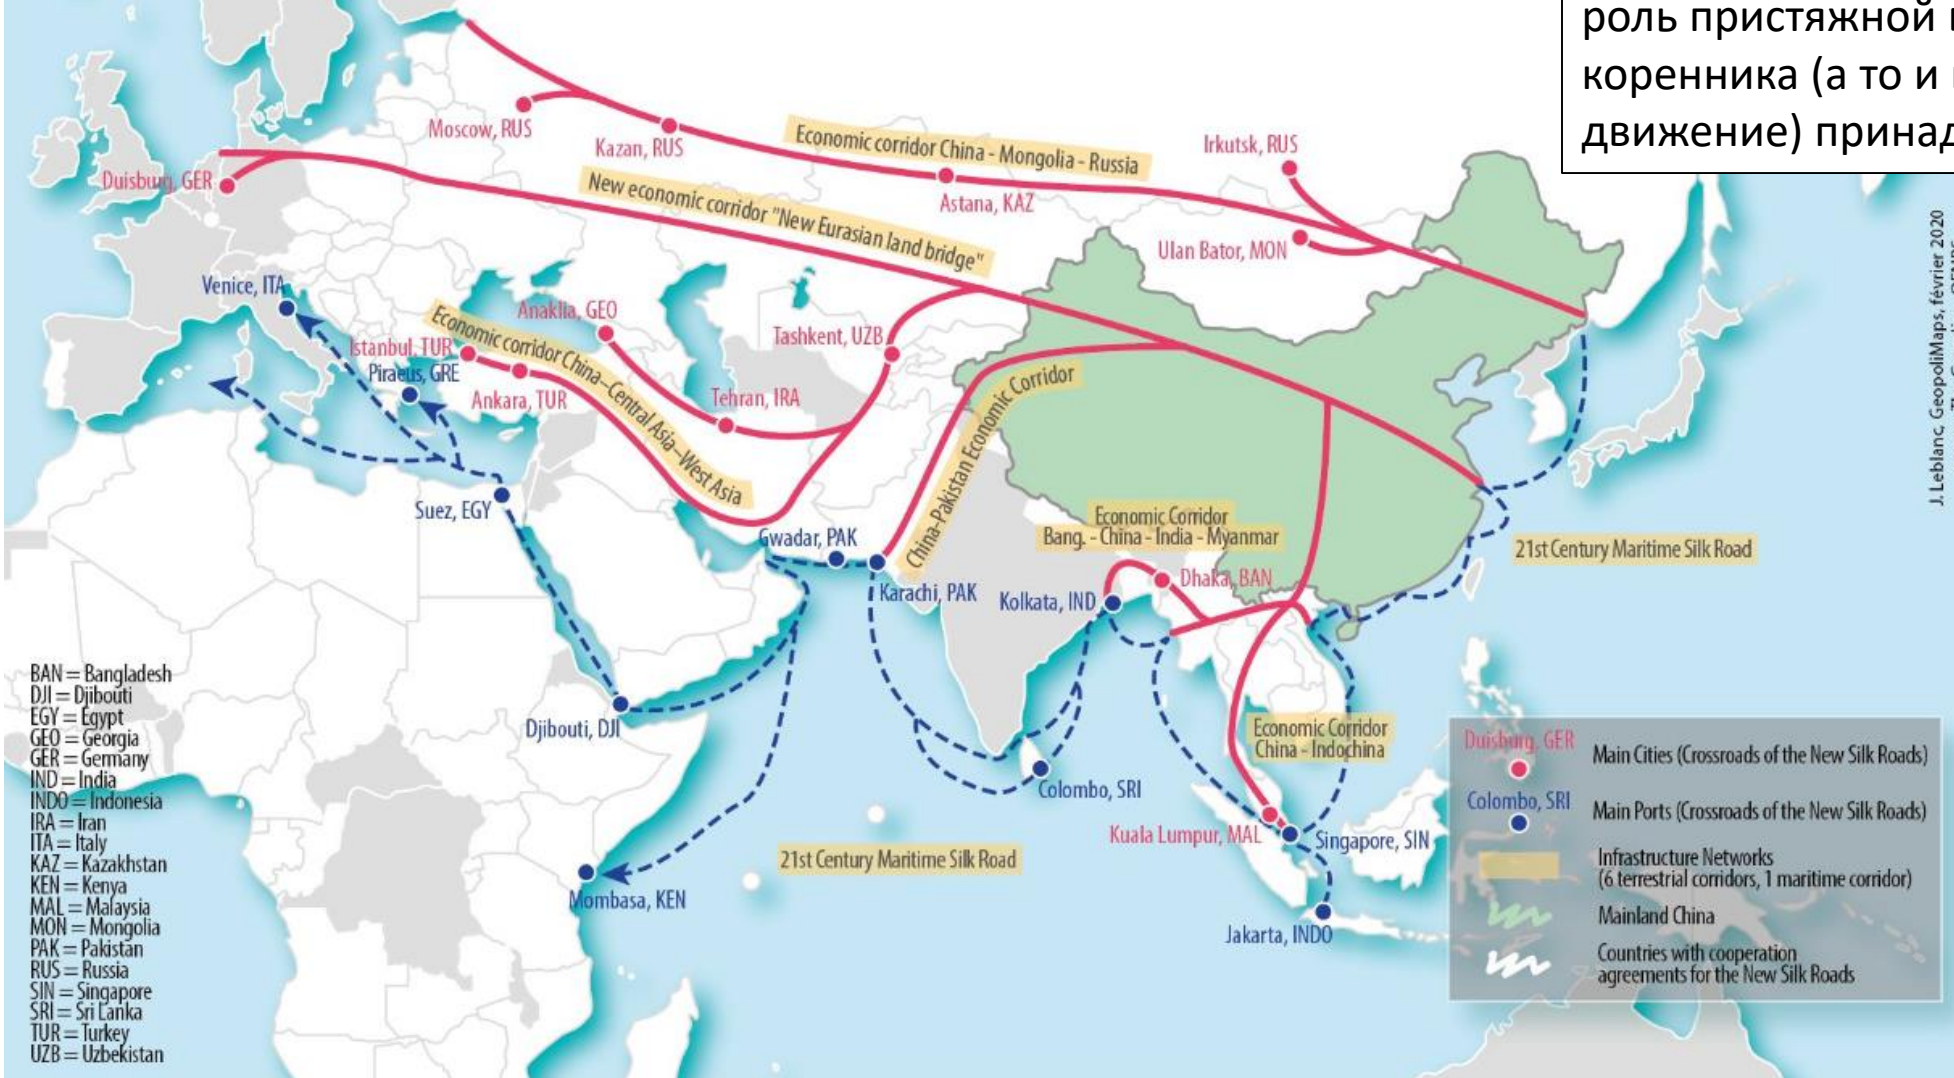 роль пристяжной
коренника (а то и
движение) принад
Moscow, RUS
Kazan, RUS
Economic corridor China - Mongolia - Russia
Irkutsk, RUS
Duisburg, GER
New economic corridor "New Eurasian land bridge"
Astana, KAZ
Ulan Bator, MON
Venice, ITA
Anaklia, GEO
Economic corridor China–Central Asia–West Asia
Tashkent, UZB
Istanbul, TUR
Piraeus, GRE
Ankara, TUR
Tehran, IRA
China-Pakistan Economic Corridor
Suez, EGY
Gwadar, PAK
Economic Corridor
Bang. - China - India - Myanmar
21st Century Maritime Silk Road
Karachi, PAK
Kolkata, IND
Dhaka, BAN
Djibouti, DJI
Economic Corridor
China - Indochina
Colombo, SRI
Kuala Lumpur, MAL
Singapore, SIN
21st Century Maritime Silk Road
Mombasa, KEN
Jakarta, INDO
BAN = Bangladesh
DJI = Djibouti
EGY = Egypt
GEO = Georgia
GER = Germany
IND = India
INDO = Indonesia
IRA = Iran
ITA = Italy
KAZ = Kazakhstan
KEN = Kenya
MAL = Malaysia
MON = Mongolia
PAK = Pakistan
RUS = Russia
SIN = Singapore
SRI = Sri Lanka
TUR = Turkey
UZB = Uzbekistan
Duisburg, GER
Main Cities (Crossroads of the New Silk Roads)
Colombo, SRI
Main Ports (Crossroads of the New Silk Roads)
Infrastructure Networks
(6 terrestrial corridors, 1 maritime corridor)
Mainland China
Countries with cooperation
agreements for the New Silk Roads
J. Leblanc, GeopoliMaps, février 2020